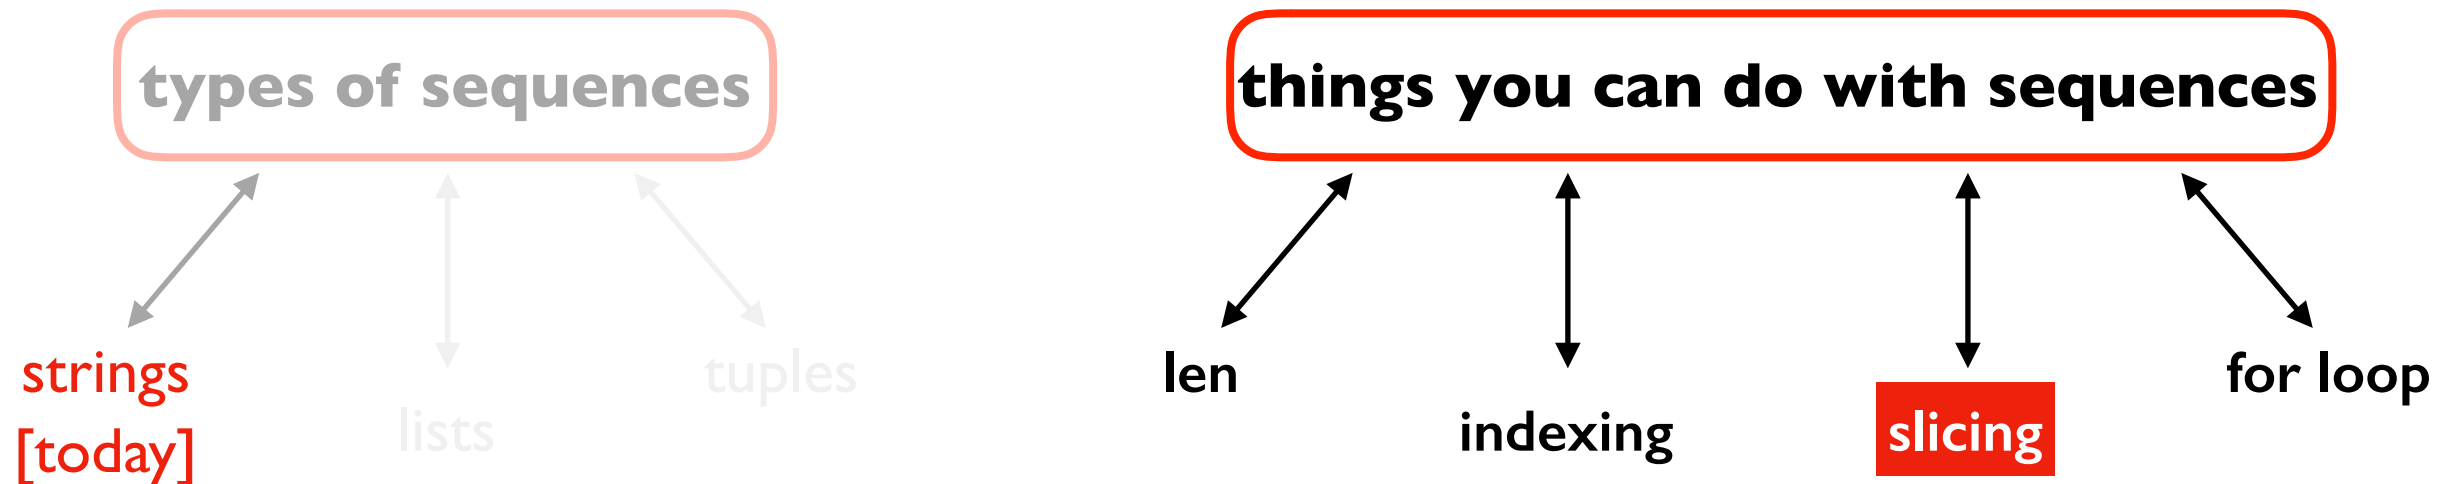 types of sequences
strings
[today]
lists
tuples
things you can do with sequences
len
indexing
slicing
for loop